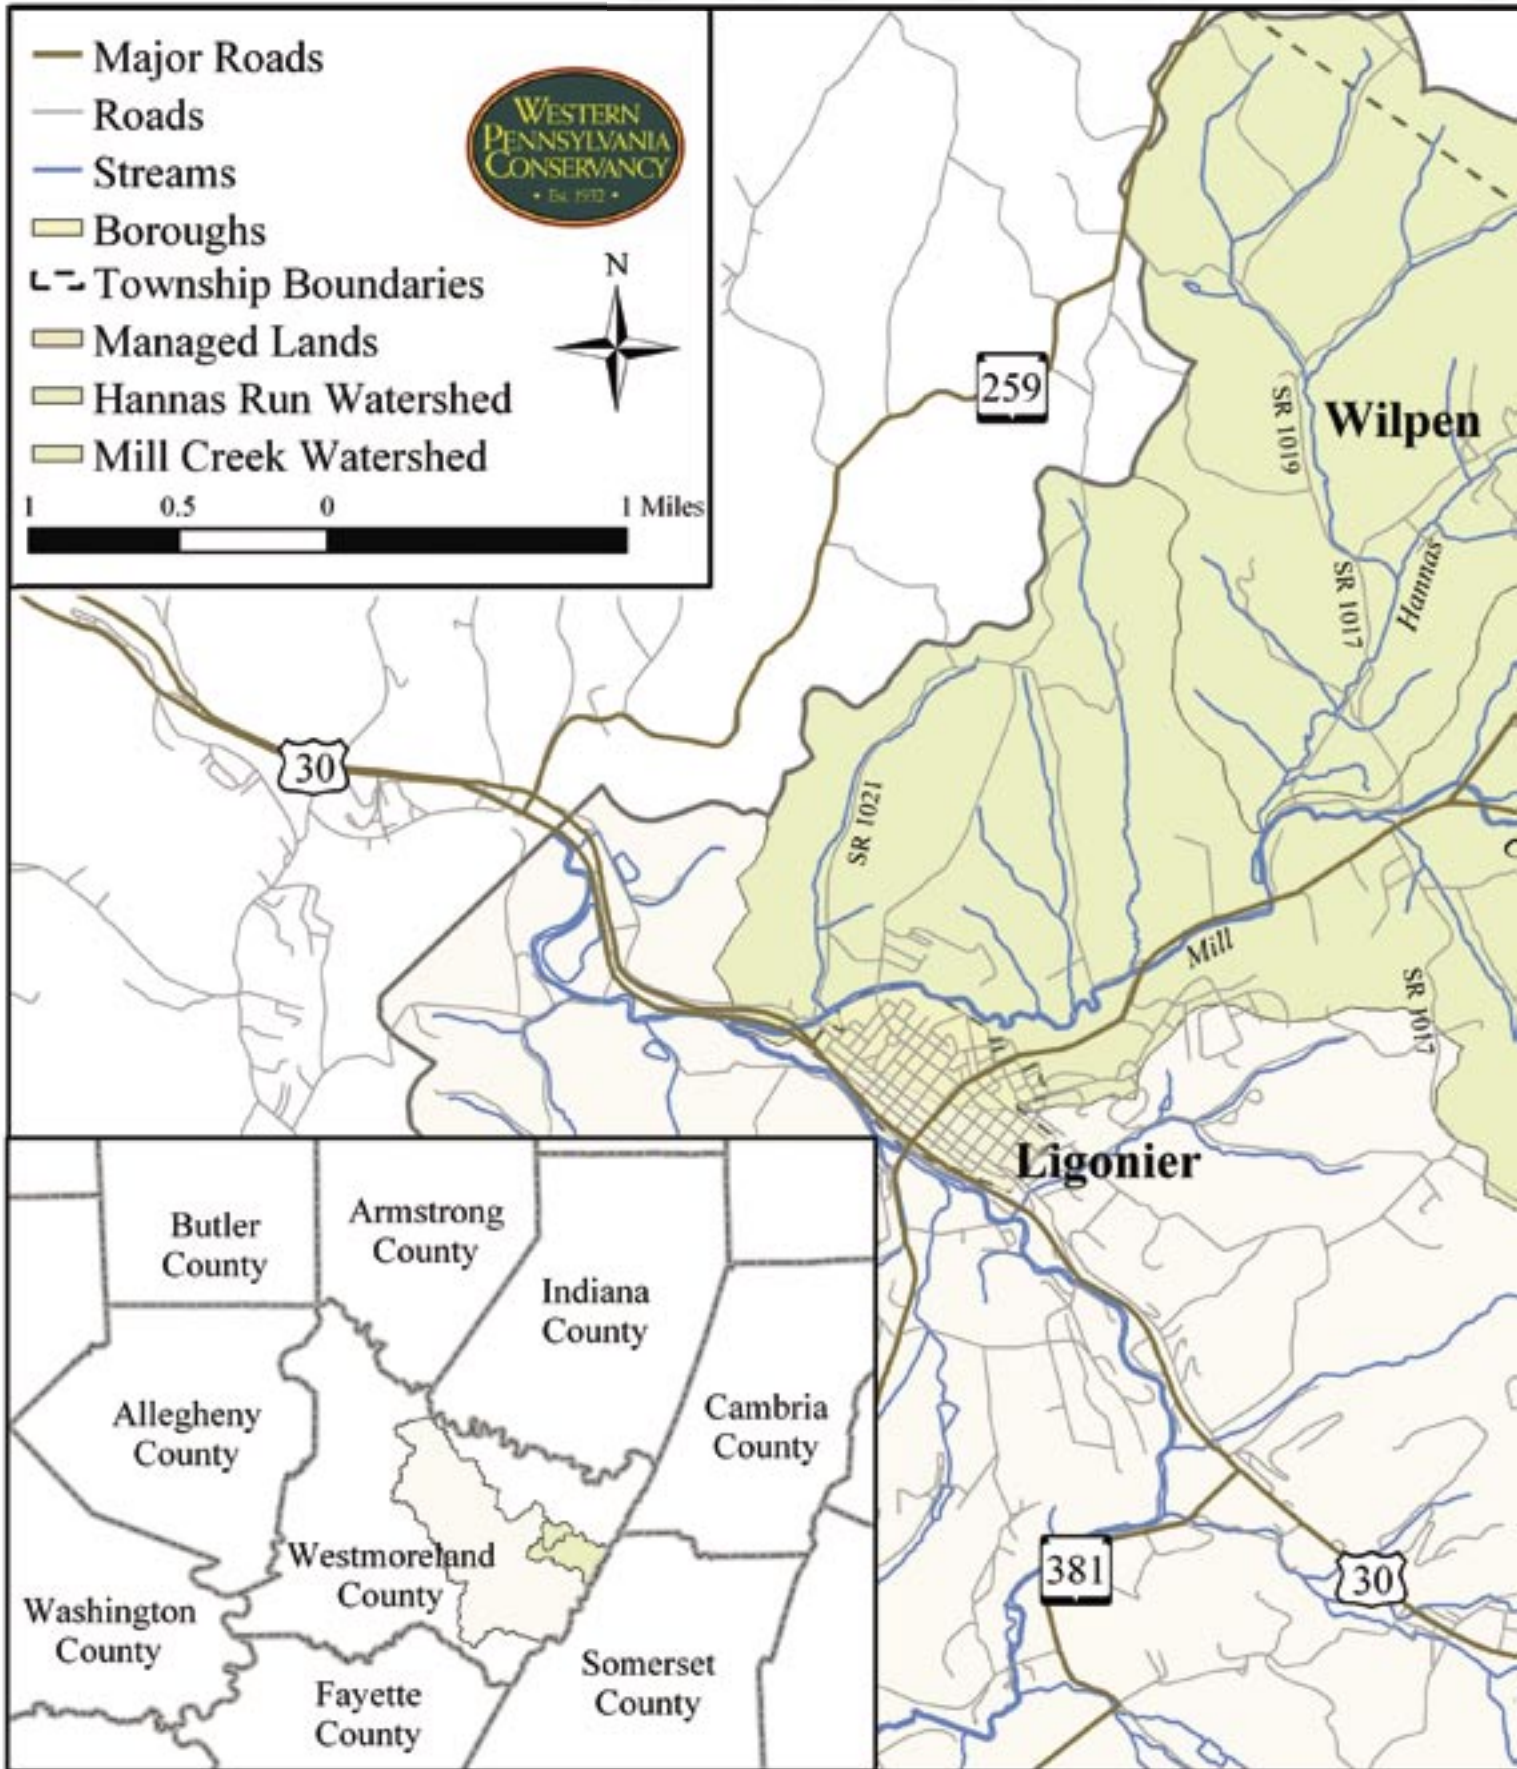 Major Roads
Roads
Streams
Boroughs
Township Boundaries
Managed Lands
Hannas Run Watershed
Mill Creek Watershed
WESTERN
PENNSYLVANIA
CONSERVANCY
• Est. 1932 •
N
1 0.5 0 1 Miles
259
SR 1019
Wilpen
Hannas
SR 1017
30
SR 1021
Mill
SR 1017
Ligonier
381
30
Butler
County
Armstrong
County
Indiana
County
Allegheny
County
Cambria
County
Westmoreland
County
Washington
County
Fayette
County
Somerset
County